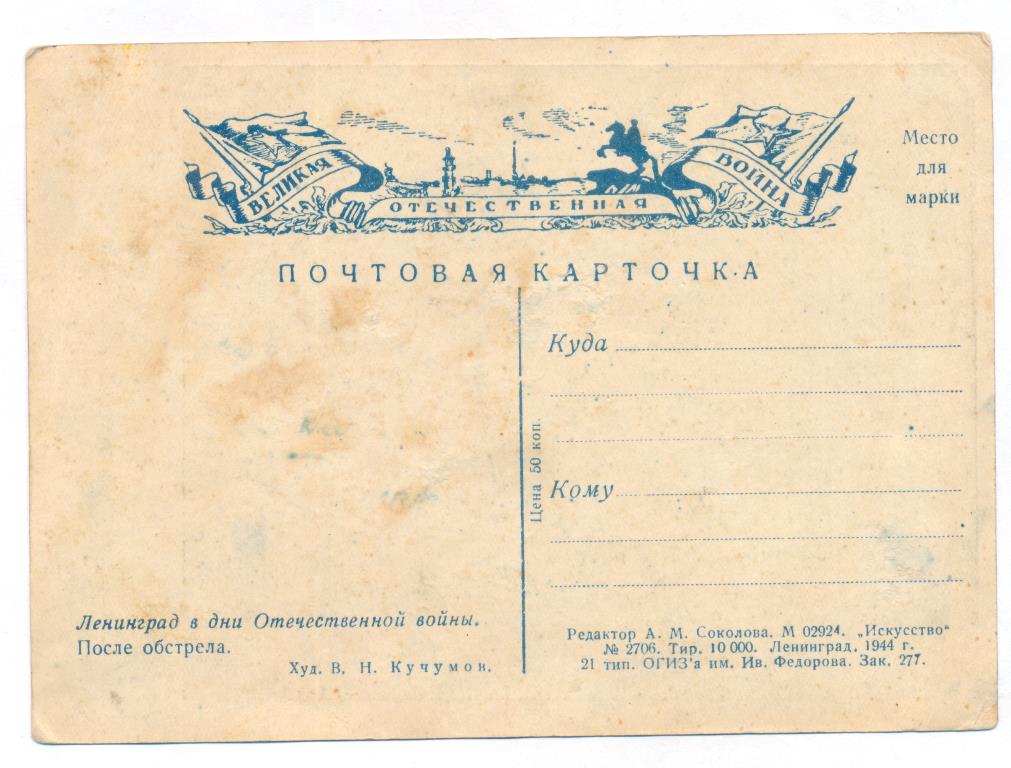 ВЕЛИКАЯ ОТЕЧЕСТВЕННАЯ ВОЙНА
Место
для
марки
ПОЧТОВАЯ КАРТОЧКА
Куда
Цена 50 коп.
Кому
Ленинград в дни Отечественной войны.
После обстрела.
Худ. В. Н. Кучумов.
Редактор А. М. Соколова. М 02924. „Искусство"
№ 2706. Тир. 10 000. Ленинград, 1944 г.
21 тип. ОГИЗ'а им. Ив. Федорова. Зак. 277.